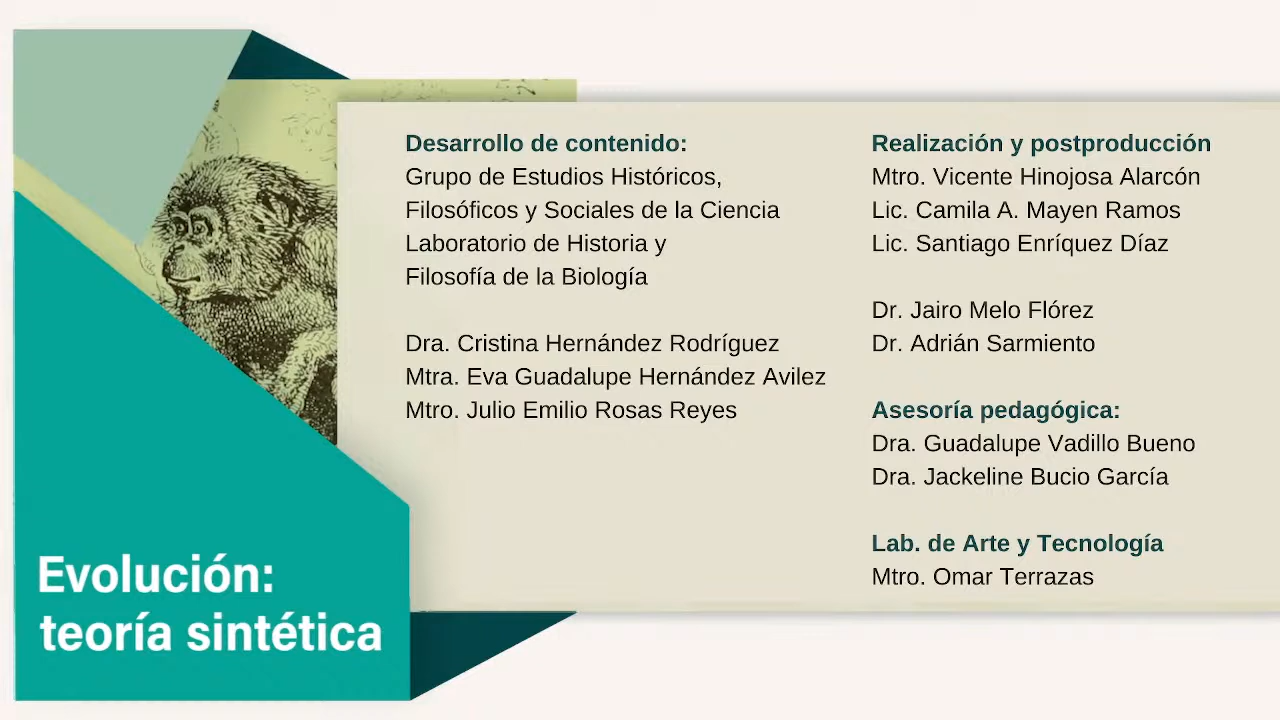 Desarrollo de contenido:
Grupo de Estudios Históricos,
Filosóficos y Sociales de la Ciencia
Laboratorio de Historia y
Filosofía de la Biología
Dra. Cristina Hernández Rodríguez
Mtra. Eva Guadalupe Hernández Avilez
Mtro. Julio Emilio Rosas Reyes
Realización y postproducción
Mtro. Vicente Hinojosa Alarcón
Lic. Camila A. Mayen Ramos
Lic. Santiago Enríquez Díaz
Dr. Jairo Melo Flórez
Dr. Adrián Sarmiento
Asesoría pedagógica:
Dra. Guadalupe Vadillo Bueno
Dra. Jackeline Bucio García
Lab. de Arte y Tecnología
Mtro. Omar Terrazas
Evolución:
teoría sintética